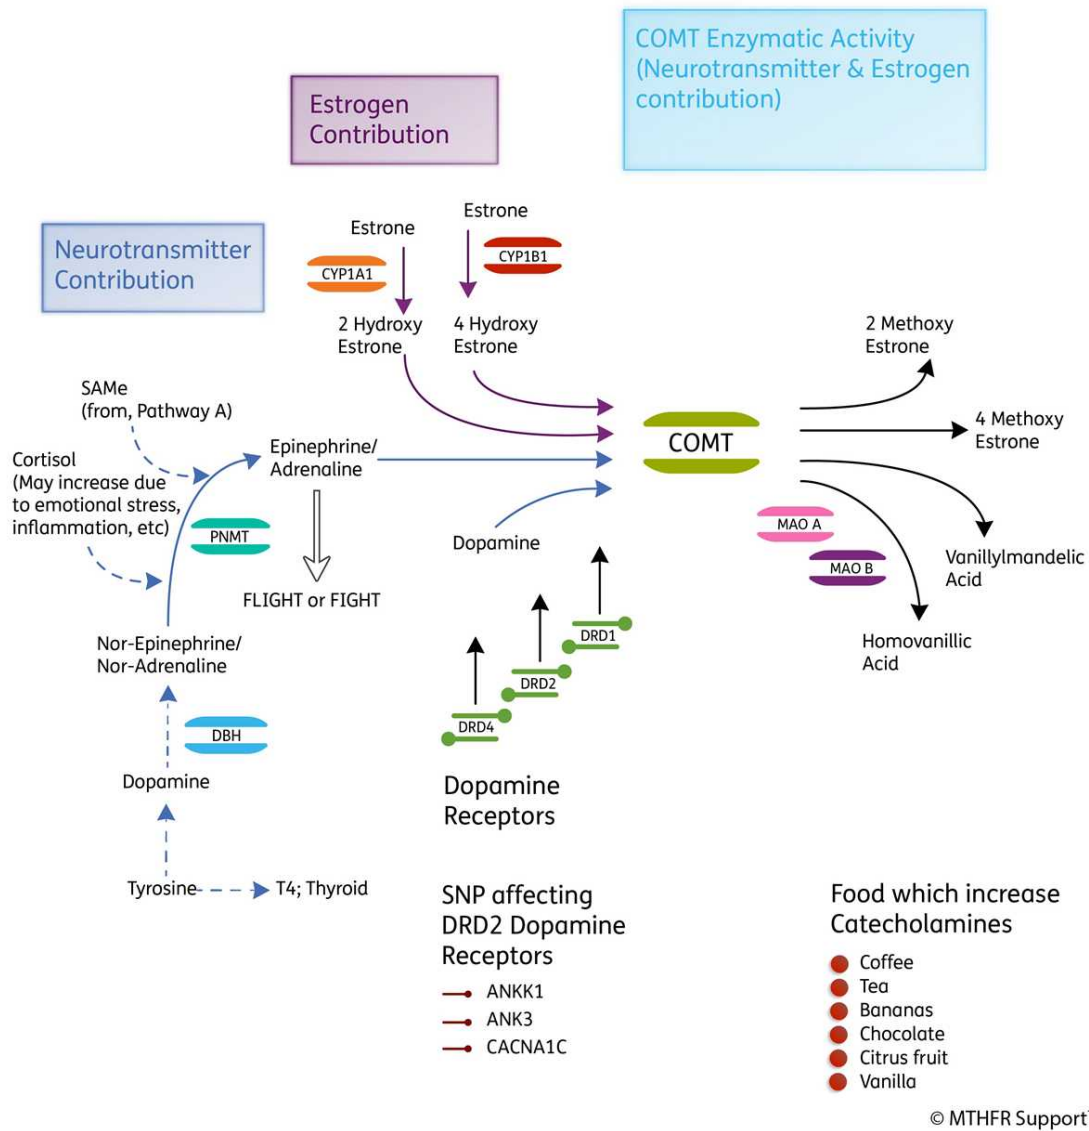 COMT Enzymatic Activity
(Neurotransmitter & Estrogen
contribution)
Estrogen
Contribution
Neurotransmitter
Contribution
Estrone
Estrone
CYP1A1
CYP1B1
2 Hydroxy
Estrone
4 Hydroxy
Estrone
2 Methoxy
Estrone
SAMe
(from, Pathway A)
Cortisol
(May increase due
to emotional stress,
inflammation, etc)
Epinephrine/
Adrenaline
COMT
4 Methoxy
Estrone
PNMT
Dopamine
MAO A
MAO B
Vanillylmandelic
Acid
FLIGHT or FIGHT
Homovanillic
Acid
Nor-Epinephrine/
Nor-Adrenaline
DRD1
DRD2
DRD4
DBH
Dopamine
Dopamine
Receptors
Tyrosine
T4; Thyroid
SNP affecting
DRD2 Dopamine
Receptors
ANKK1
ANK3
CACNA1C
Food which increase
Catecholamines
Coffee
Tea
Bananas
Chocolate
Citrus fruit
Vanilla
© MTHFR Support